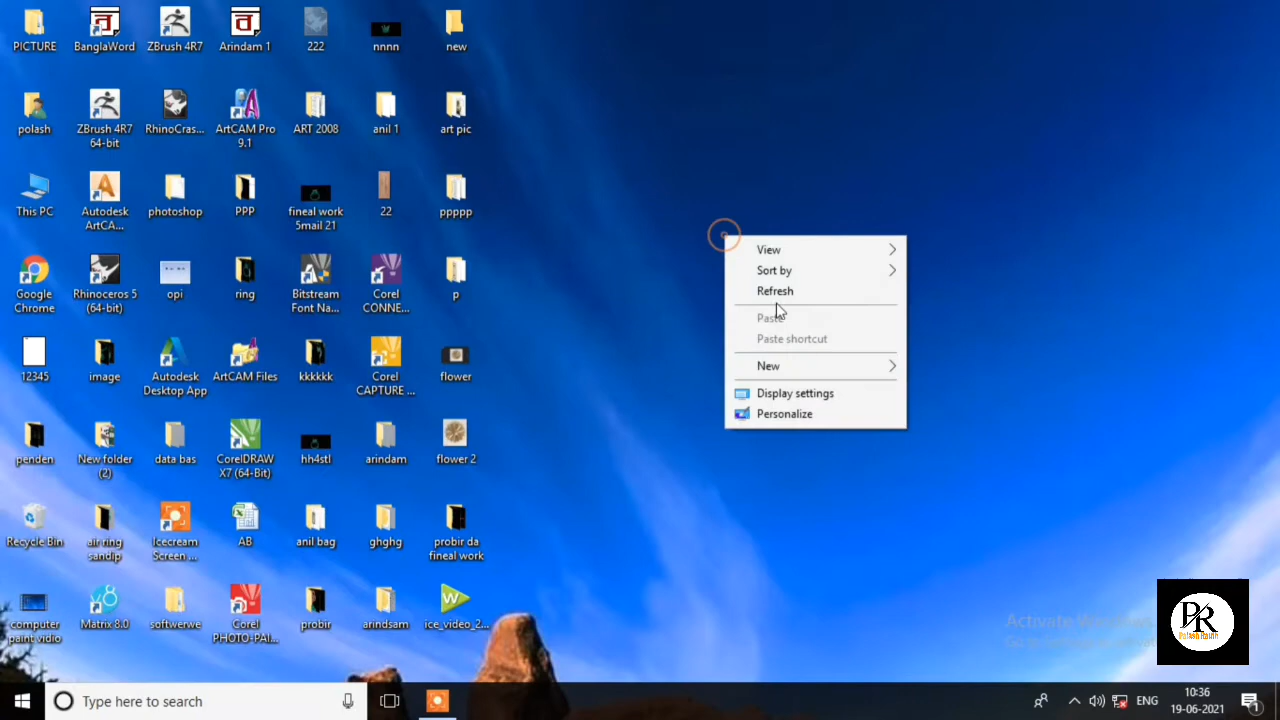 PICTURE
BanglaWord
ZBrush 4R7
Arindam 1
222
nnnn
new
polash
ZBrush 4R7
64-bit
RhinoCras...
ArtCAM Pro
9.1
ART 2008
anil 1
art pic
This PC
Autodesk
ArtCA...
photoshop
PPP
fineal work
5mail 21
22
ppppp
Google
Chrome
Rhinoceros 5
(64-bit)
opi
ring
Bitstream
Font Na...
Corel
CONNE...
p
12345
image
Autodesk
Desktop App
ArtCAM Files
kkkkkk
Corel
CAPTURE ...
flower
penden
New folder
(2)
data bas
CorelDRAW
X7 (64-Bit)
hh4stl
arindam
flower 2
Recycle Bin
air ring
sandip
Icecream
Screen ...
AB
anil bag
ghghg
probir da
fineal work
computer
paint vidio
Matrix 8.0
softwerwe
Corel
PHOTO-PAI...
probir
arindsam
ice_video_2...
View
Sort by
Refresh
Paste
Paste shortcut
New
Display settings
Personalize
Activate Windows
PR
Type here to search
ENG
10:36
19-06-2021
1